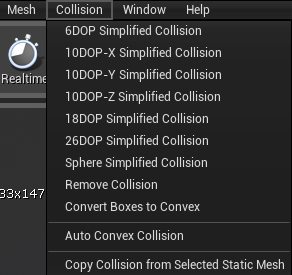 Mesh Collision Window Help
6DOP Simplified Collision
10DOP-X Simplified Collision
Realtime
10DOP-Y Simplified Collision
10DOP-Z Simplified Collision
18DOP Simplified Collision
26DOP Simplified Collision
Sphere Simplified Collision
Remove Collision
33x147
Convert Boxes to Convex
Auto Convex Collision
Copy Collision from Selected Static Mesh